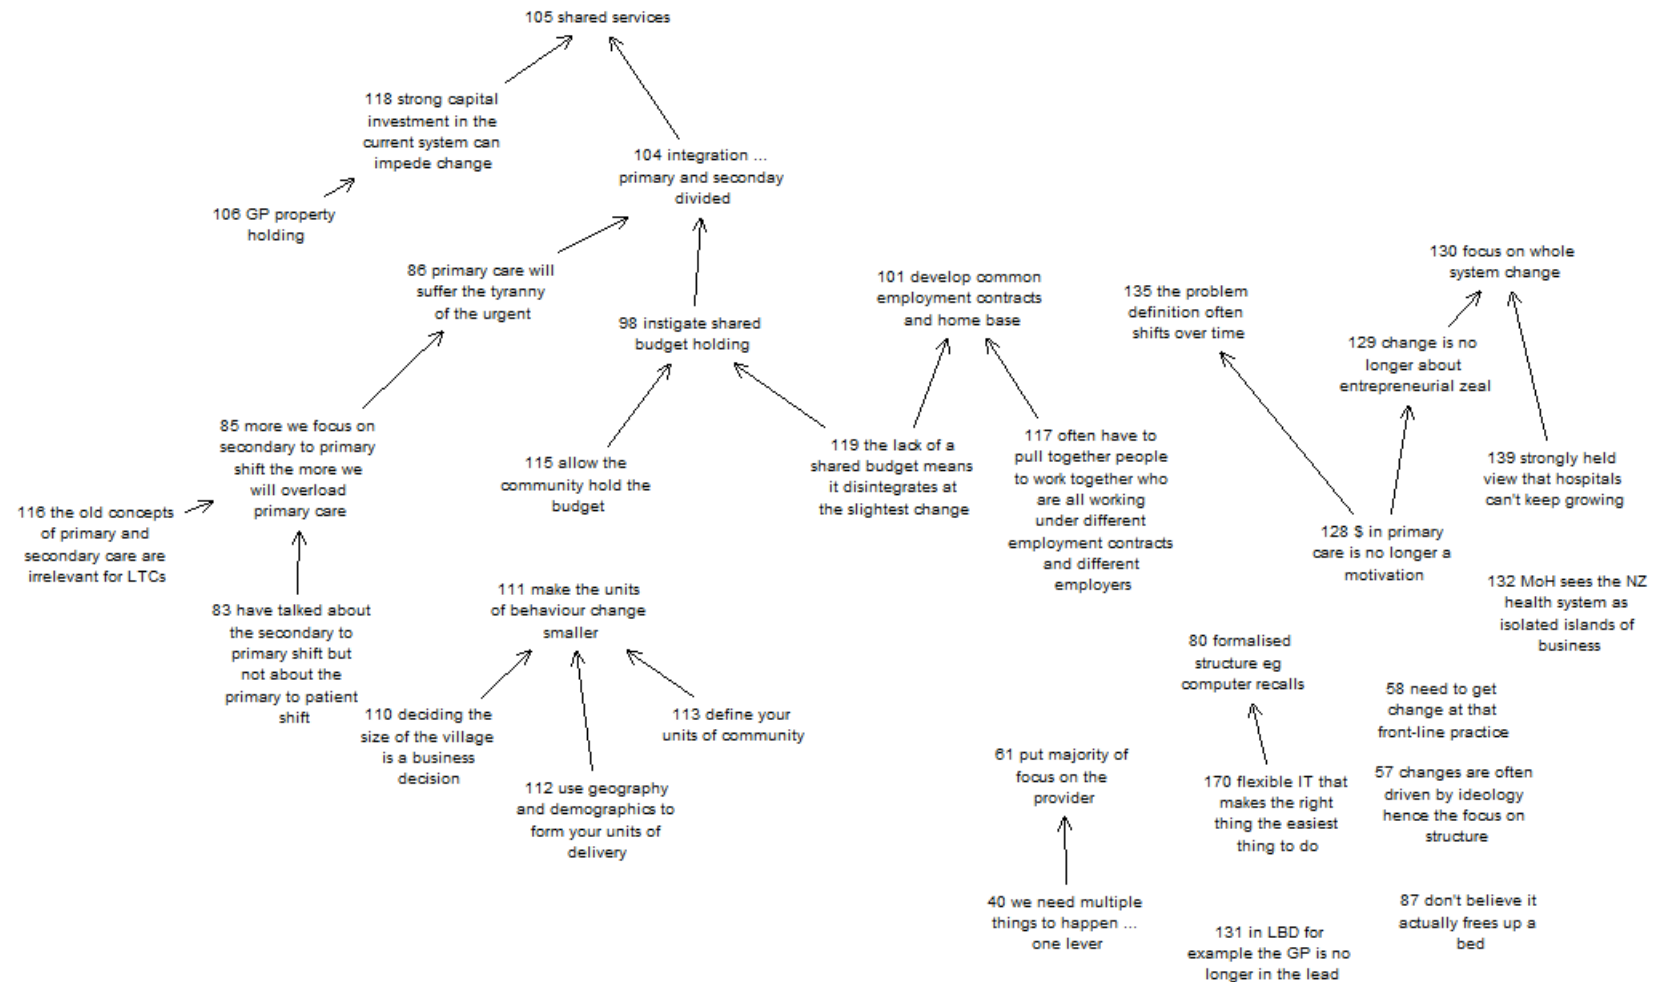 105 shared services
118 strong capital
investment in the
current system can
impede change
104 integration ...
primary and seconday
divided
106 GP property
holding
86 primary care will
suffer the tyranny
of the urgent
98 instigate shared
budget holding
101 develop common
employment contracts
and home base
135 the problem
definition often
shifts over time
130 focus on whole
system change
129 change is no
longer about
entrepreneurial zeal
85 more we focus on
secondary to primary
shift the more we
will overload
primary care
115 allow the
community hold the
budget
119 the lack of a
shared budget means
it disintegrates at
the slightest change
117 often have to
pull together people
to work together who
are all working
under different
employment contracts
and different
employers
139 strongly held
view that hospitals
can't keep growing
116 the old concepts
of primary and
secondary care are
irrelevant for LTCs
128 $ in primary
care is no longer a
motivation
83 have talked about
the secondary to
primary shift but
not about the
primary to patient
shift
111 make the units
of behaviour change
smaller
132 MoH sees the NZ
health system as
isolated islands of
business
80 formalised
structure eg
computer recalls
58 need to get
change at that
front-line practice
110 deciding the
size of the village
is a business
decision
113 define your
units of community
112 use geography
and demographics to
form your units of
delivery
61 put majority of
focus on the
provider
170 flexible IT that
makes the right
thing the easiest
thing to do
57 changes are often
driven by ideology
hence the focus on
structure
40 we need multiple
things to happen ...
one lever
131 in LBD for
example the GP is no
longer in the lead
87 don't believe it
actually frees up a
bed